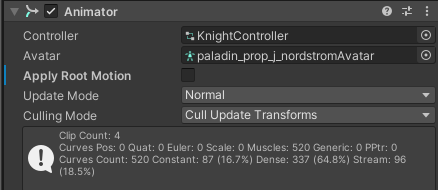 Animator
Controller KnightController
Avatar paladin_prop_j_nordstromAvatar
Apply Root Motion
Update Mode Normal
Culling Mode Cull Update Transforms
Clip Count: 4
Curves Pos: 0 Quat: 0 Euler: 0 Scale: 0 Muscles: 520 Generic: 0 PPtr: 0
Curves Count: 520 Constant: 87 (16.7%) Dense: 337 (64.8%) Stream: 96
(18.5%)